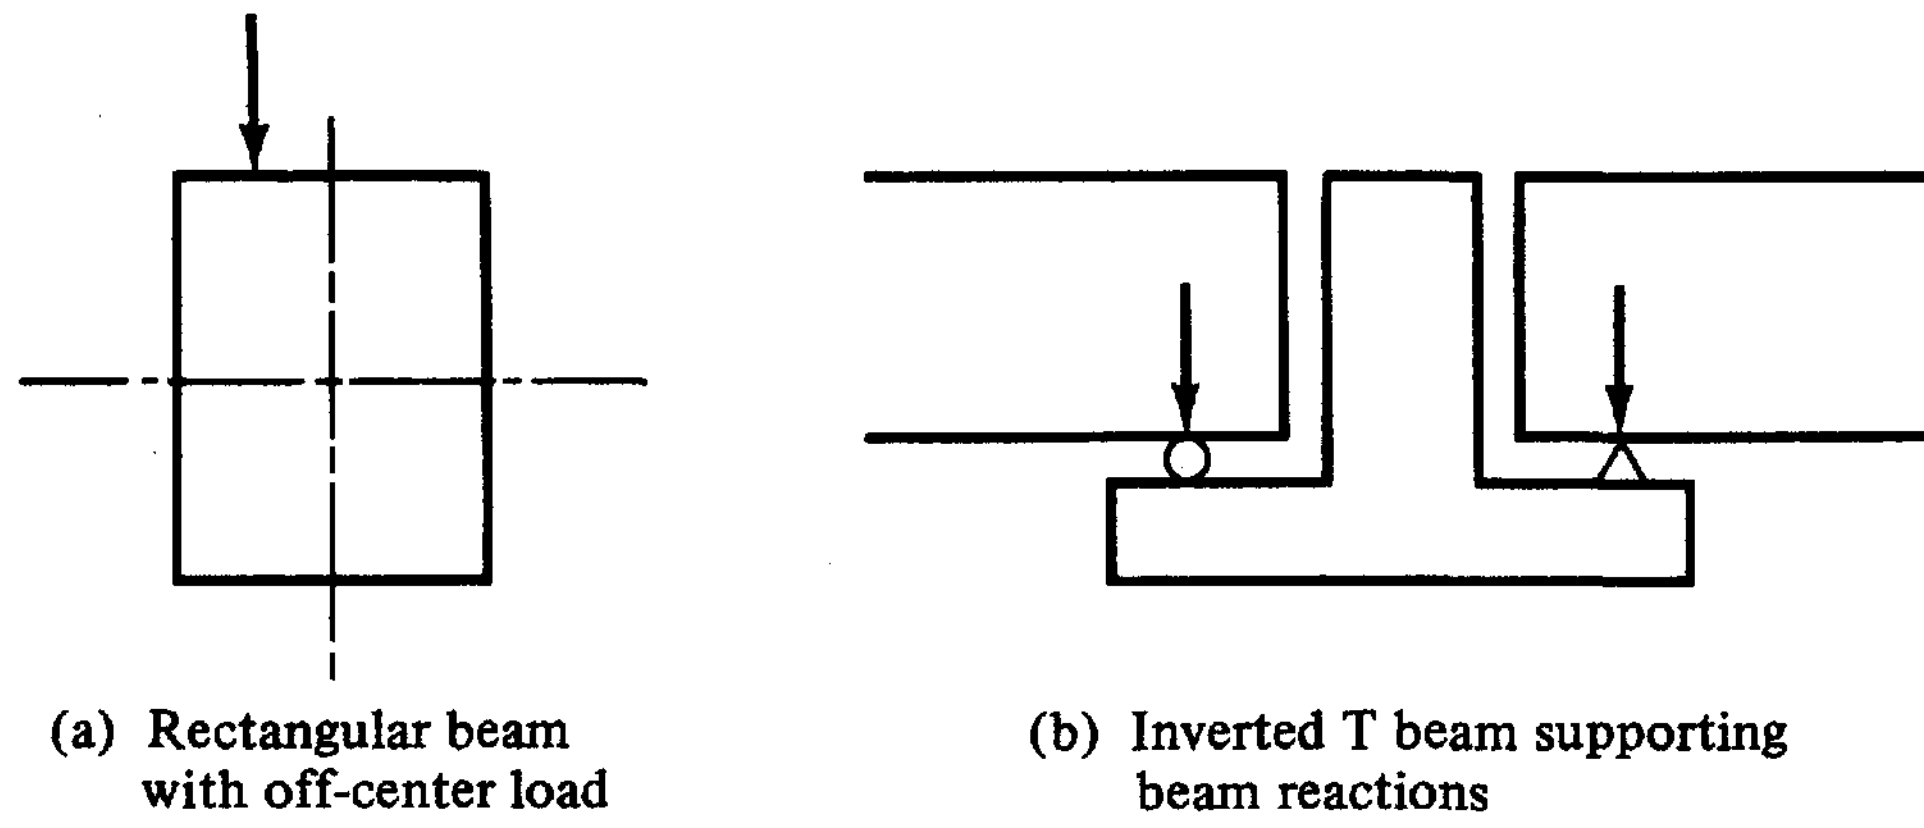 (a) Rectangular beam
with off-center load
(b) Inverted T beam supporting
beam reactions